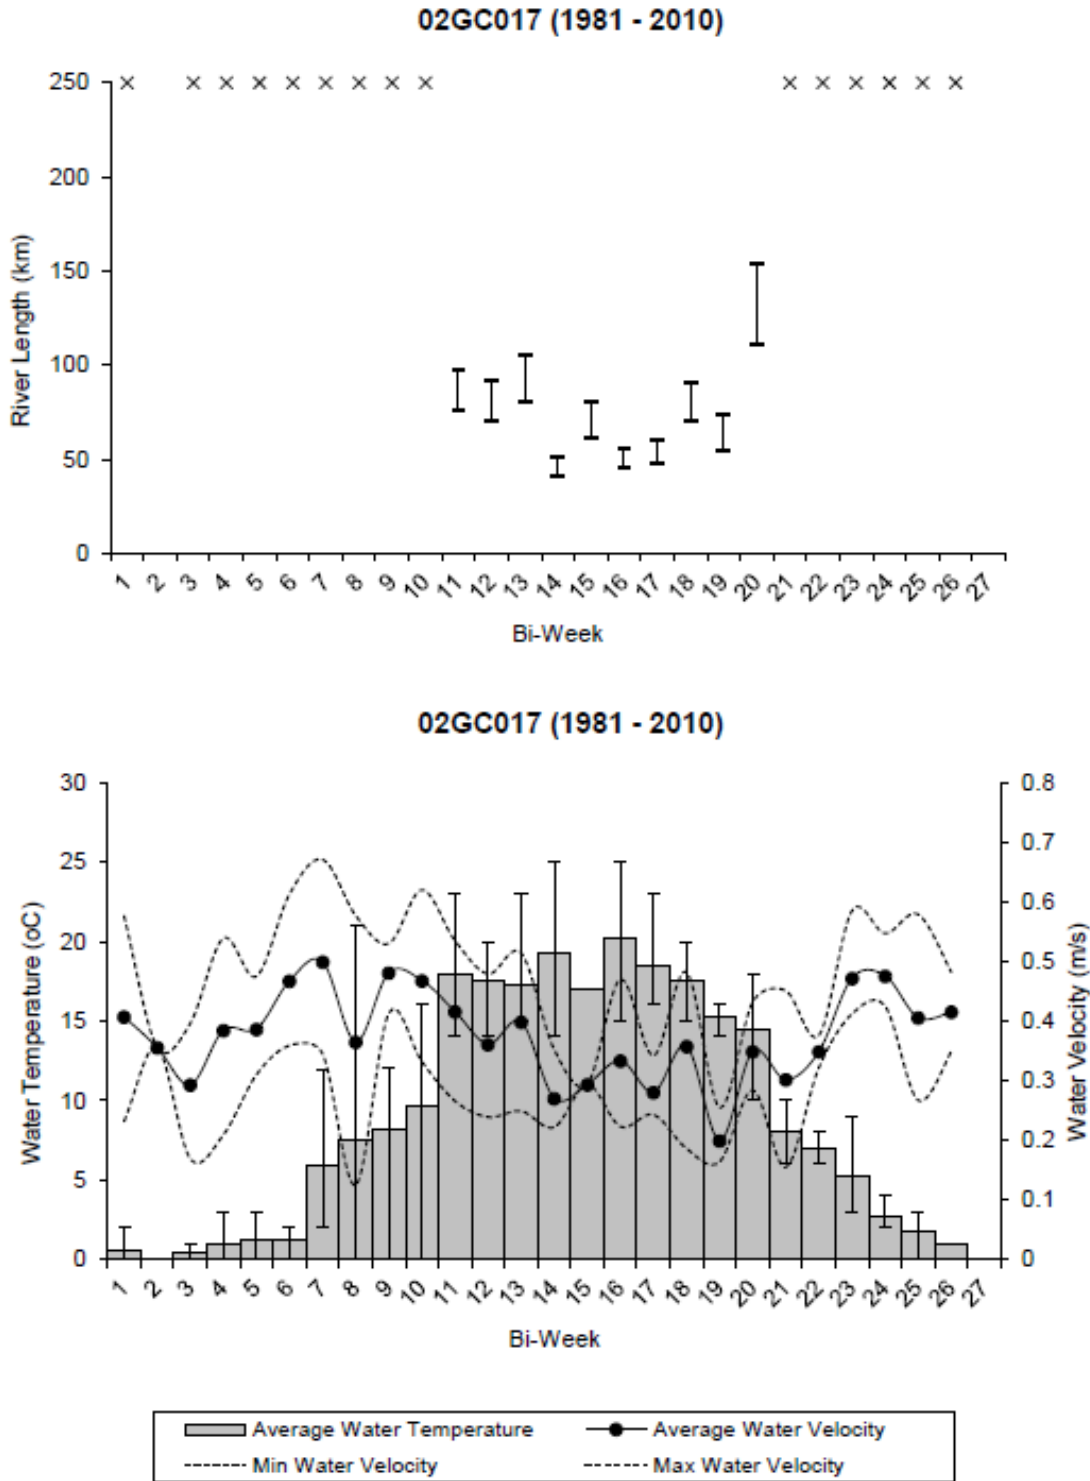 02GC017 (1981 - 2010)
250
200
150
100
50
0
River Length (km)
1 2 3 4 5 6 7 8 9 10 11 12 13 14 15 16 17 18 19 20 21 22 23 24 25 26 27
Bi-Week
02GC017 (1981 - 2010)
30
25
20
15
10
5
0
Water Temperature (oC)
0.8
0.7
0.6
0.5
0.4
0.3
0.2
0.1
0
Water Velocity (m/s)
1 2 3 4 5 6 7 8 9 10 11 12 13 14 15 16 17 18 19 20 21 22 23 24 25 26 27
Bi-Week
Average Water Temperature
Average Water Velocity
Min Water Velocity
Max Water Velocity